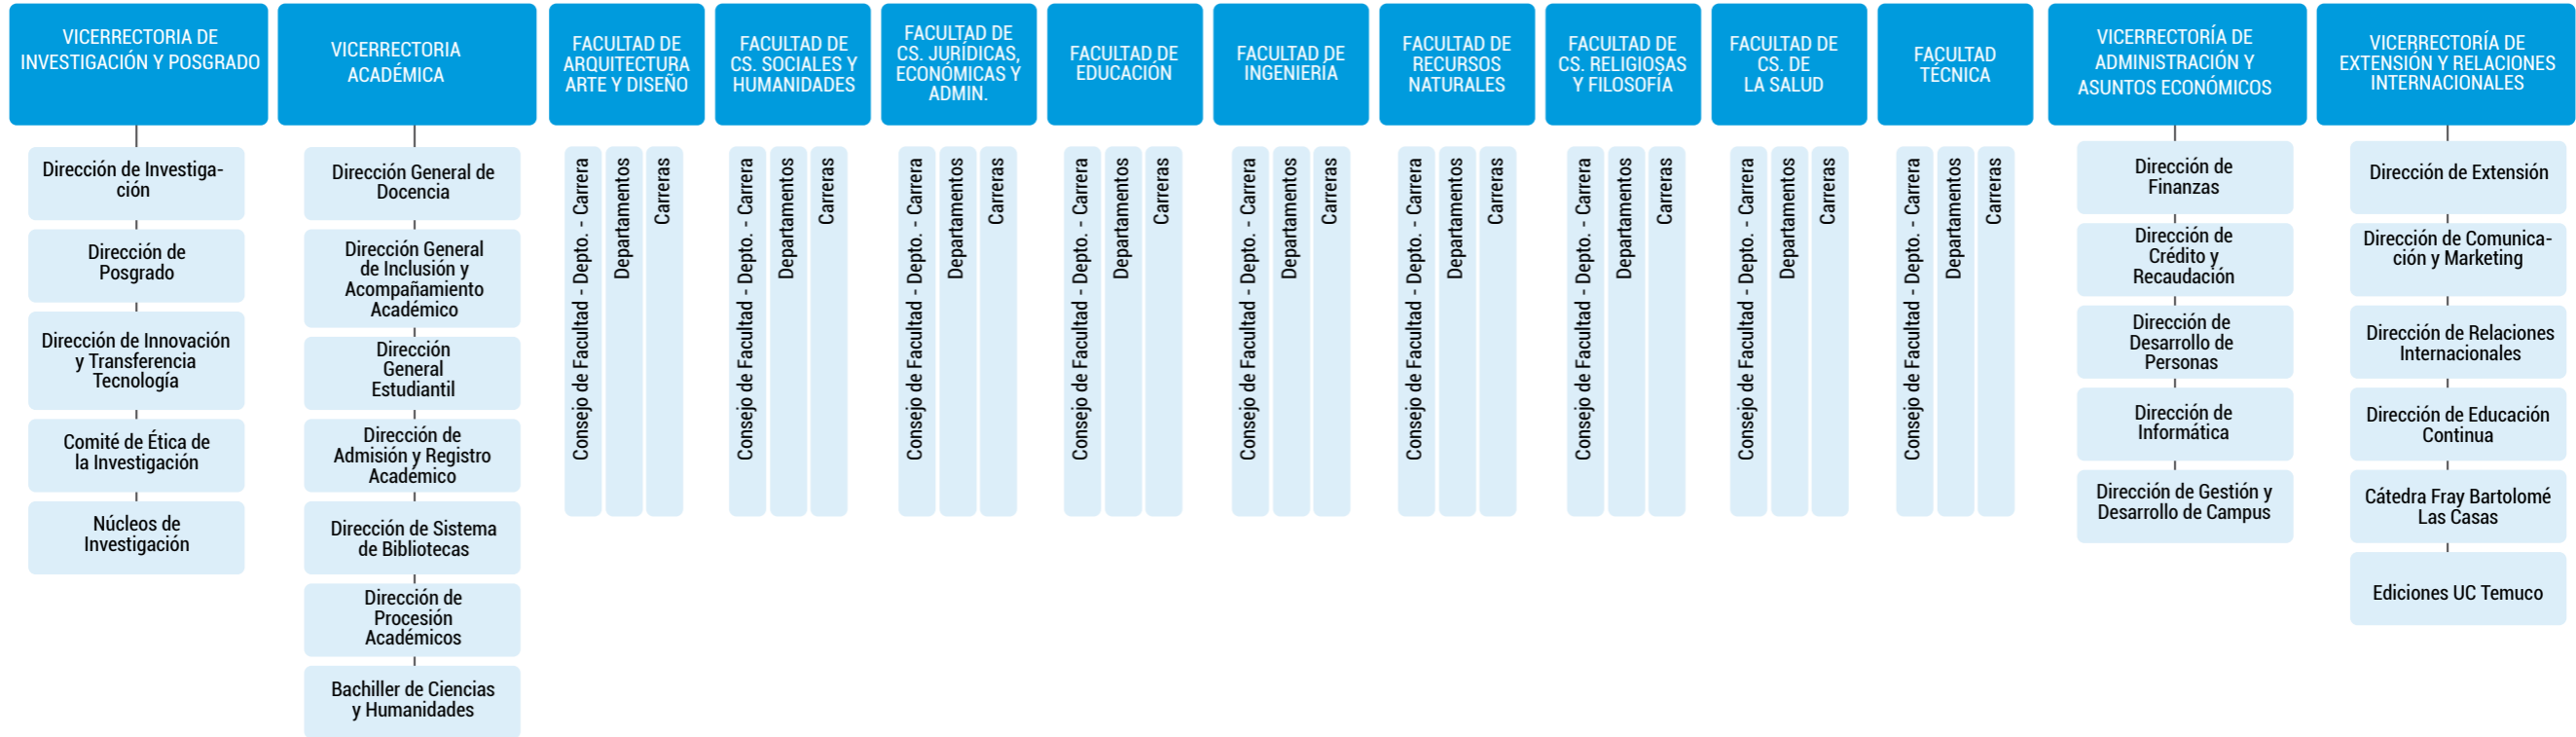 VICERRECTORIA DE
INVESTIGACIÓN Y POSGRADO
Dirección de Investiga-
ción
Dirección de
Posgrado
Dirección de Innovación
y Transferencia
Tecnología
Comité de Ética de
la Investigación
Núcleos de
Investigación
VICERRECTORIA
ACADÉMICA
Dirección General de
Docencia
Dirección General
de Inclusión y
Acompañamiento
Académico
Dirección
General
Estudiantil
Dirección de
Admisión y Registro
Académico
Dirección de Sistema
de Bibliotecas
Dirección de
Procesión
Académicos
Bachiller de Ciencias
y Humanidades
FACULTAD DE
ARQUITECTURA
ARTE Y DISEÑO
Consejo de Facultad - Depto. - Carrera
Departamentos
Carreras
FACULTAD DE
CS. SOCIALES Y
HUMANIDADES
Consejo de Facultad - Depto. - Carrera
Departamentos
Carreras
FACULTAD DE
CS. JURÍDICAS,
ECONÓMICAS Y
ADMIN.
Consejo de Facultad - Depto. - Carrera
Departamentos
Carreras
FACULTAD DE
EDUCACIÓN
Consejo de Facultad - Depto. - Carrera
Departamentos
Carreras
FACULTAD DE
INGENIERÍA
Consejo de Facultad - Depto. - Carrera
Departamentos
Carreras
FACULTAD DE
RECURSOS
NATURALES
Consejo de Facultad - Depto. - Carrera
Departamentos
Carreras
FACULTAD DE
CS. RELIGIOSAS
Y FILOSOFÍA
Consejo de Facultad - Depto. - Carrera
Departamentos
Carreras
FACULTAD DE
CS. DE
LA SALUD
Consejo de Facultad - Depto. - Carrera
Departamentos
Carreras
FACULTAD
TÉCNICA
Consejo de Facultad - Depto. - Carrera
Departamentos
Carreras
VICERRECTORÍA DE
ADMINISTRACIÓN Y
ASUNTOS ECONÓMICOS
Dirección de
Finanzas
Dirección de
Crédito y
Recaudación
Dirección de
Desarrollo de
Personas
Dirección de
Informática
Dirección de Gestión y
Desarrollo de Campus
VICERRECTORÍA DE
EXTENSIÓN Y RELACIONES
INTERNACIONALES
Dirección de Extensión
Dirección de Comunica-
ción y Marketing
Dirección de Relaciones
Internacionales
Dirección de Educación
Continua
Cátedra Fray Bartolomé
Las Casas
Ediciones UC Temuco